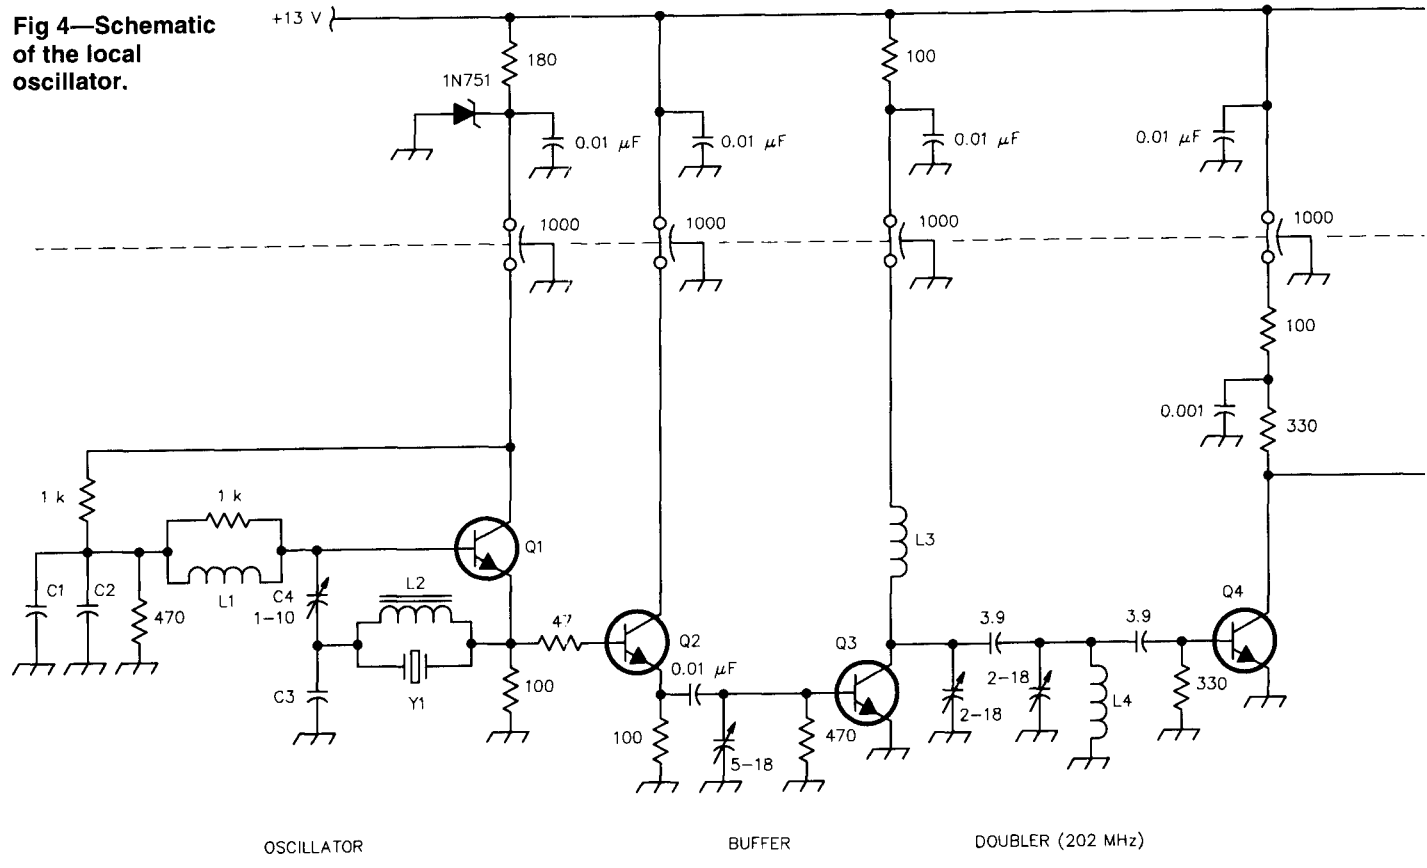 Fig 4—Schematic
of the local
oscillator.
+13 V
180
100
1N751
0.01 µF
0.01 µF
0.01 µF
0.01 µF
1000
1000
1000
1000
100
0.001
330
1 k
1 k
L3
Q1
C1
C2
L1
C4
1–10
L2
470
47
Q2
Q3
3.9
3.9
Q4
0.01 µF
2–18
C3
Y1
100
2–18
L4
330
100
470
5–18
OSCILLATOR
BUFFER
DOUBLER (202 MHz)